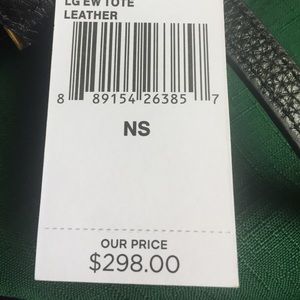 LG EW TOTE
LEATHER
8 89154 26385 7
NS
OUR PRICE
$298.00